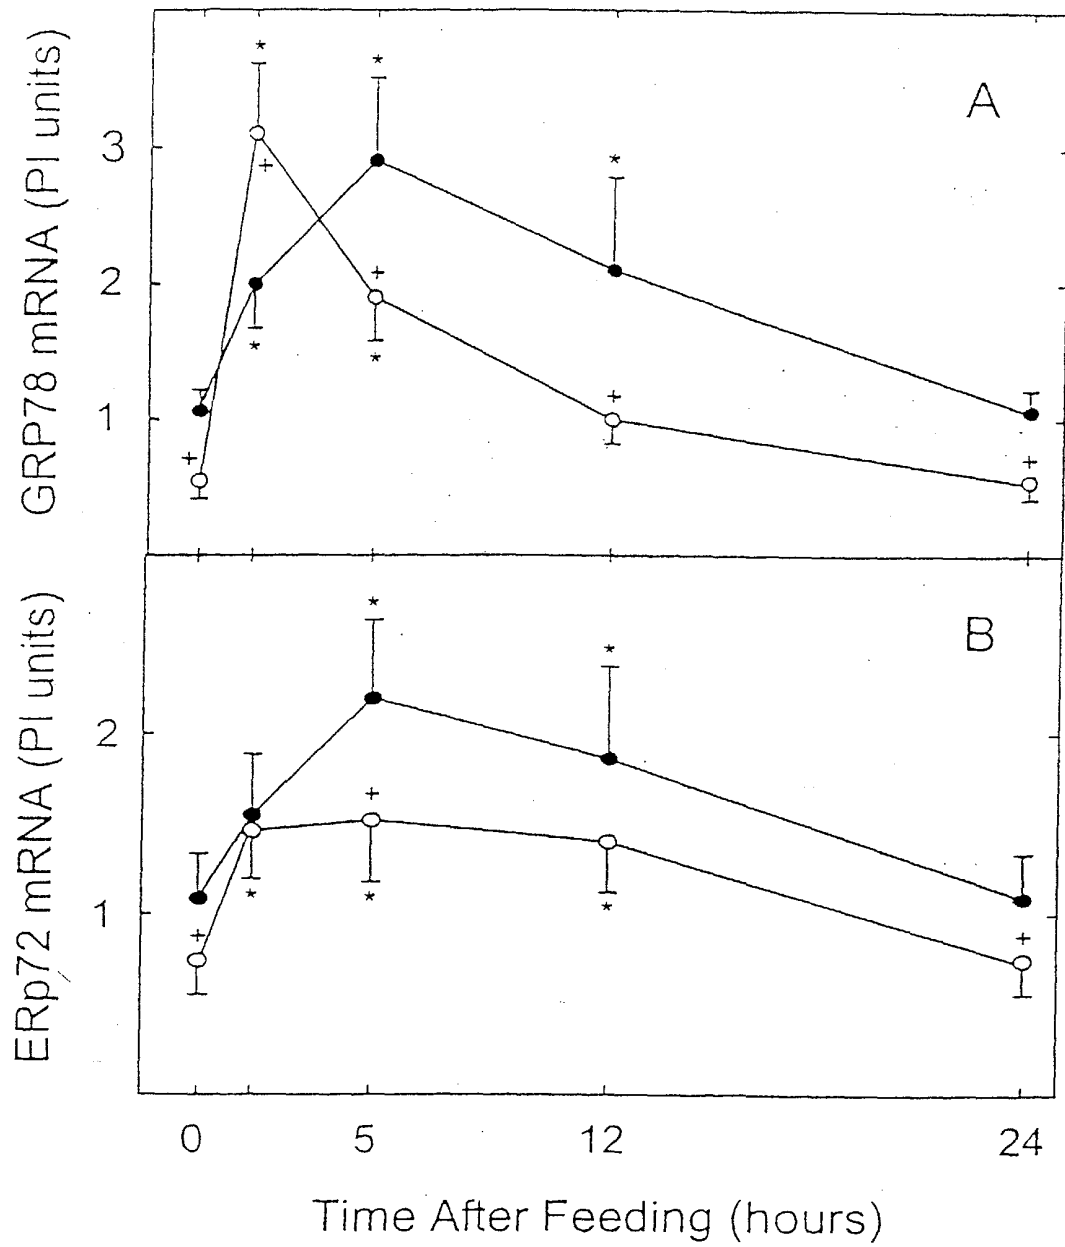 A
GRP78 mRNA (PI units)
3
2
1
B
ERp72 mRNA (PI units)
2
1
0 5 12 24
Time After Feeding (hours)